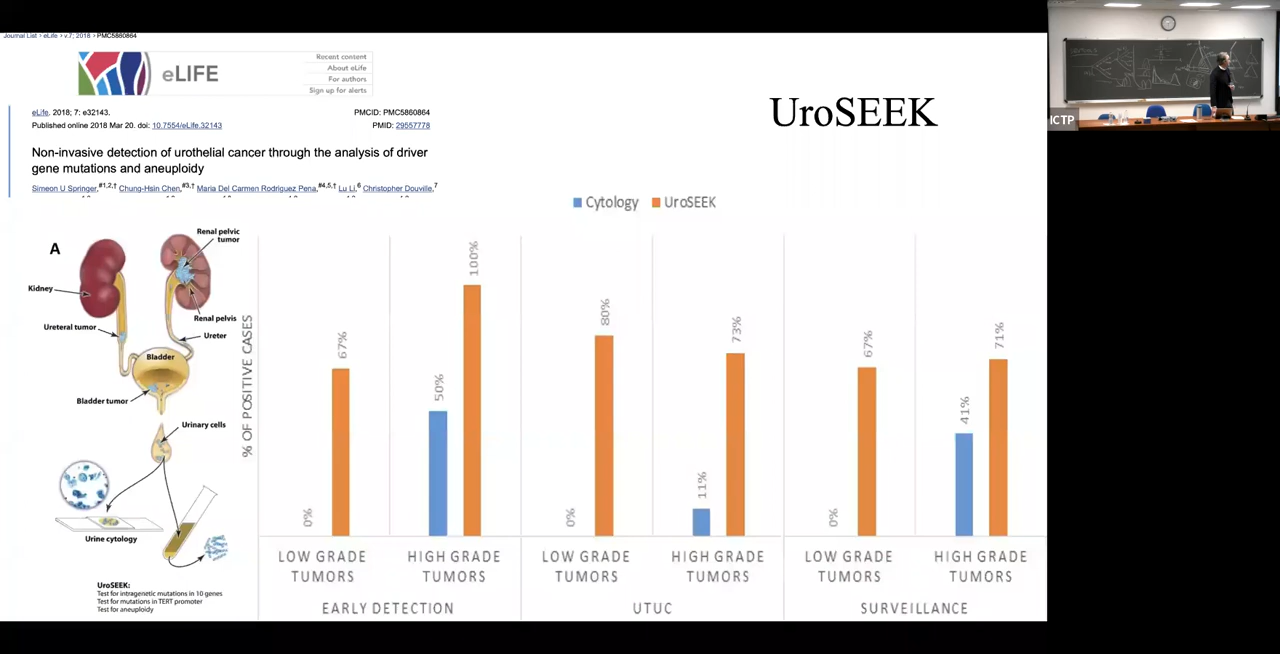 Journal List > eLife > v.7; 2018 > PMC5860864
eLIFE
Recent content
About eLife
For authors
Sign up for alerts
eLife. 2018; 7: e32143.
PMCID: PMC5860864
Published online 2018 Mar 20. doi: 10.7554/eLife.32143
PMID: 29557778
Non-invasive detection of urothelial cancer through the analysis of driver
gene mutations and aneuploidy
Simeon U Springer,#1,2,† Chung-Hsin Chen,#3,† Maria Del Carmen Rodriguez Pena,#4,5,† Lu Li,6 Christopher Douville,7
UroSEEK
ICTP
Cytology
UroSEEK
A
Renal pelvic
tumor
Kidney
Renal pelvis
Ureteral tumor
Ureter
Bladder
Bladder tumor
Urinary cells
Urine cytology
UroSEEK:
Test for intragenetic mutations in 10 genes
Test for mutations in TERT promoter
Test for aneuploidy
% OF POSITIVE CASES
0%
67%
50%
100%
0%
80%
11%
73%
0%
67%
41%
71%
LOW GRADE
TUMORS
HIGH GRADE
TUMORS
LOW GRADE
TUMORS
HIGH GRADE
TUMORS
LOW GRADE
TUMORS
HIGH GRADE
TUMORS
EARLY DETECTION
UTUC
SURVEILLANCE